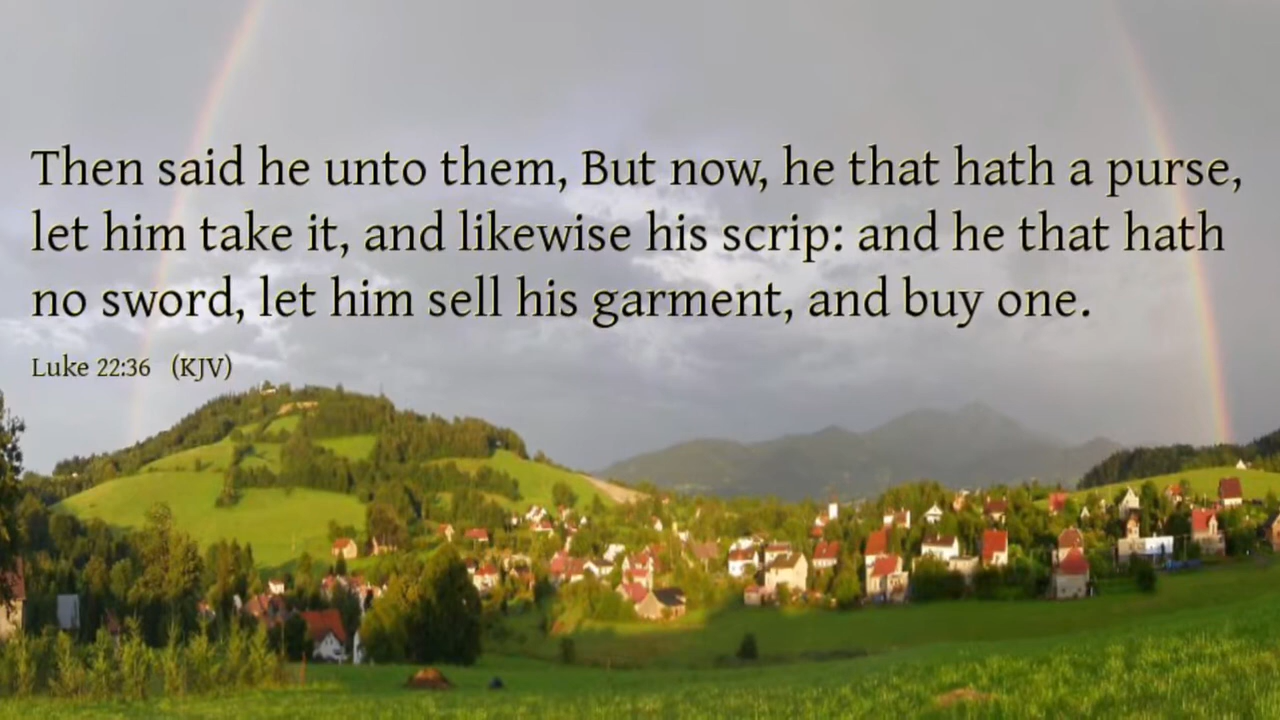 Then said he unto them, But now, he that hath a purse,
let him take it, and likewise his scrip: and he that hath
no sword, let him sell his garment, and buy one.
Luke 22:36 (KJV)